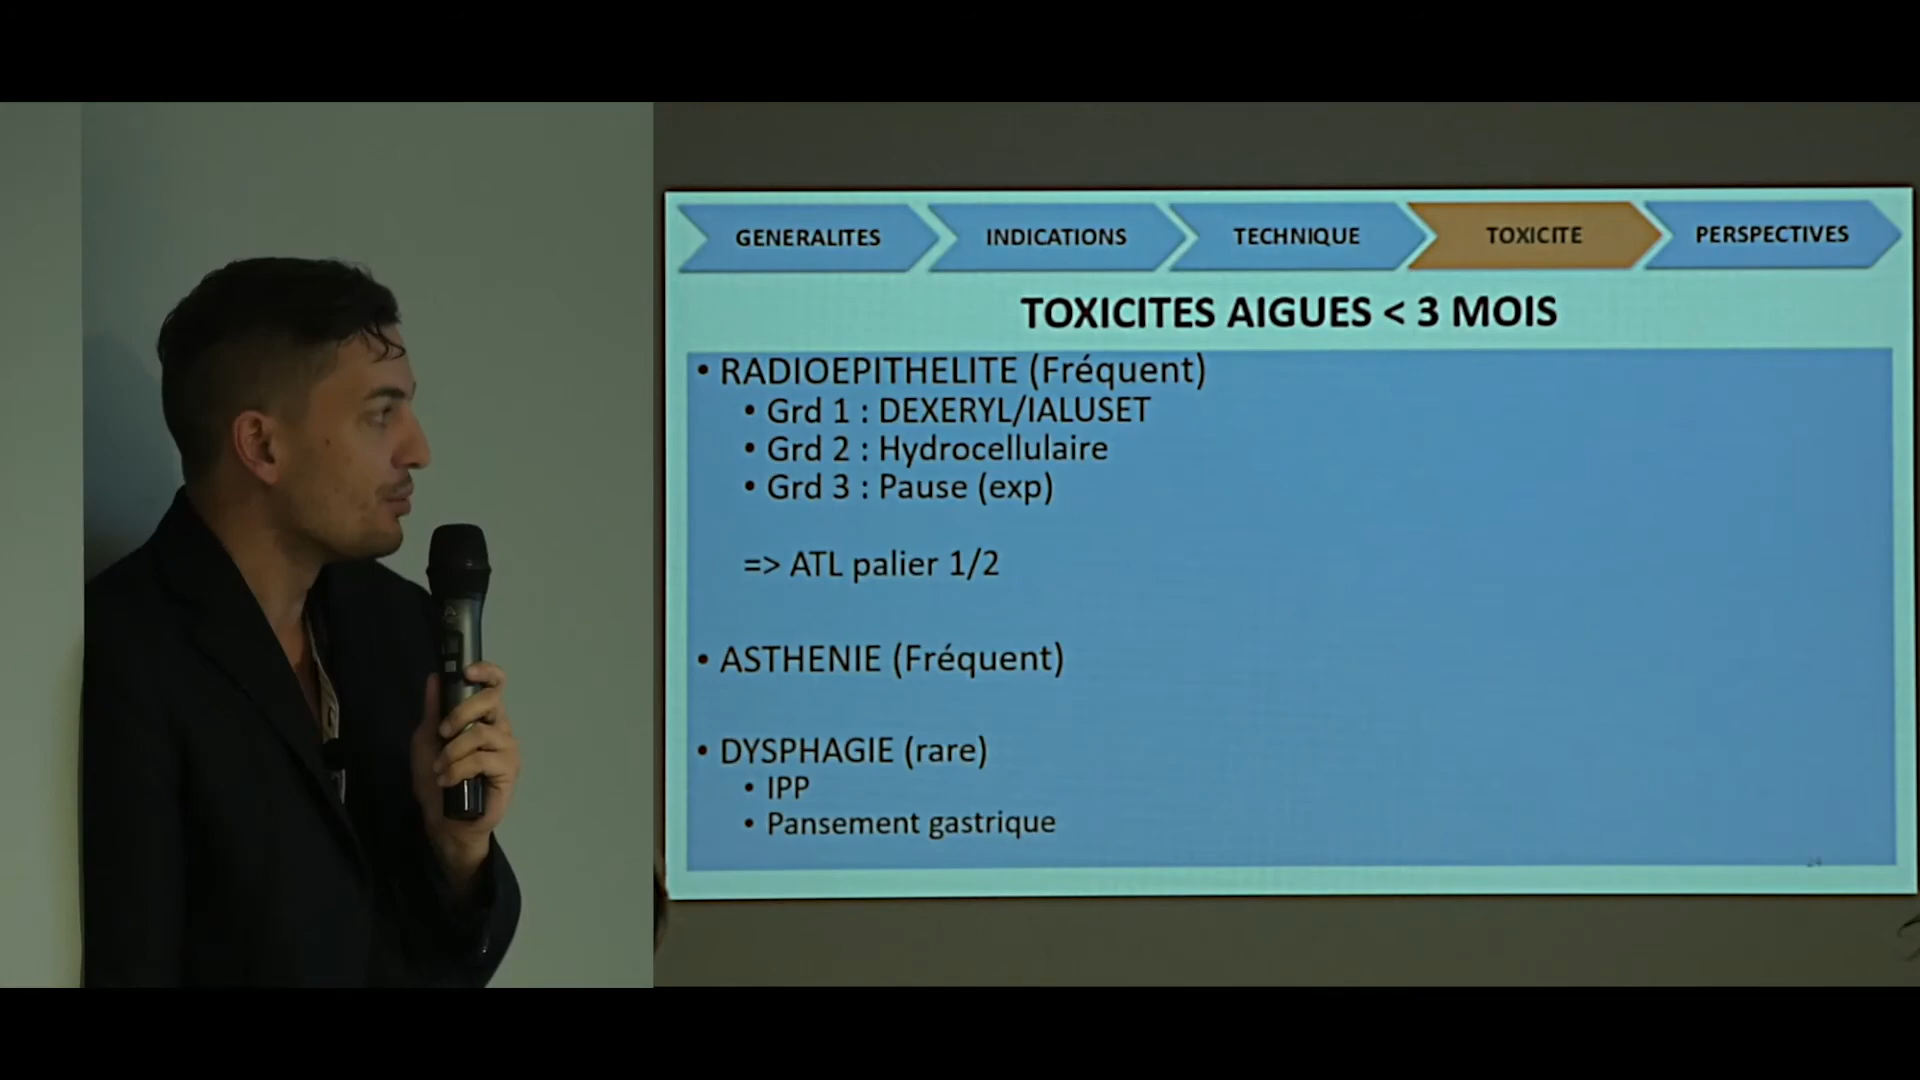 GENERALITES
INDICATIONS
TECHNIQUE
TOXICITE
PERSPECTIVES
TOXICITES AIGUES < 3 MOIS
• RADIOEPITHELITE (Fréquent)
• Grd 1 : DEXERYL/IALUSET
• Grd 2 : Hydrocellulaire
• Grd 3 : Pause (exp)
=> ATL palier 1/2
• ASTHENIE (Fréquent)
• DYSPHAGIE (rare)
• IPP
• Pansement gastrique
24